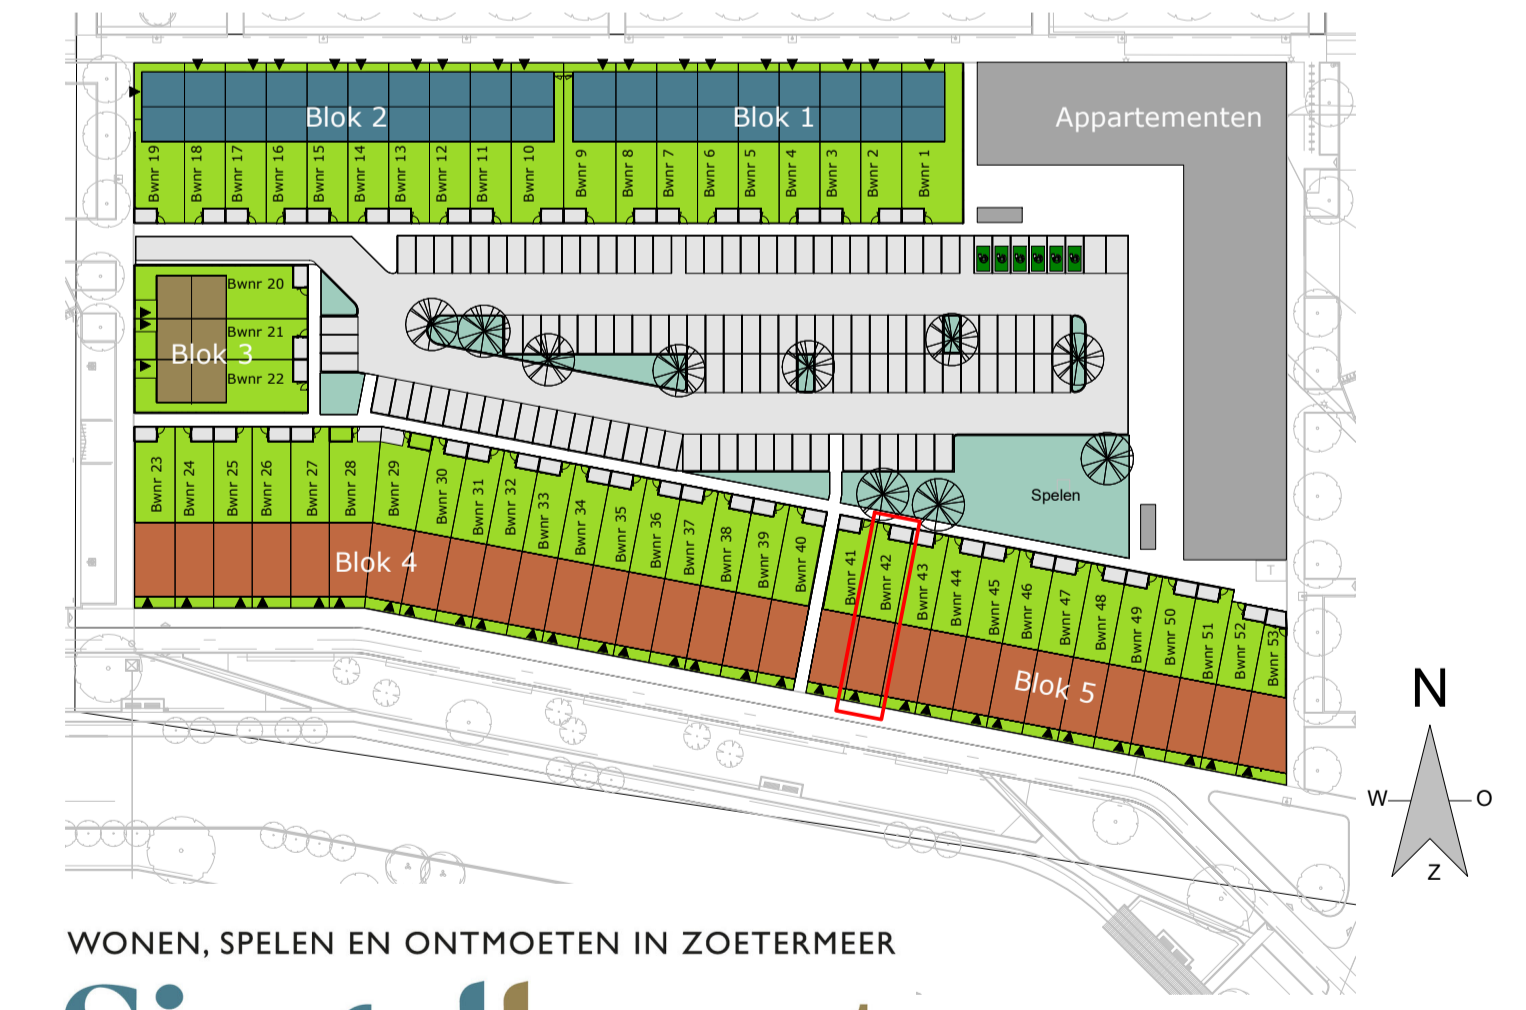 Blok 2
Blok 1
Appartementen
Bwnr 19
Bwnr 18
Bwnr 17
Bwnr 16
Bwnr 15
Bwnr 14
Bwnr 13
Bwnr 12
Bwnr 11
Bwnr 10
Bwnr 9
Bwnr 8
Bwnr 7
Bwnr 6
Bwnr 5
Bwnr 4
Bwnr 3
Bwnr 2
Bwnr 1
Bwnr 20
Bwnr 21
Blok 3
Bwnr 22
Spelen
Bwnr 23
Bwnr 24
Bwnr 25
Bwnr 26
Bwnr 27
Bwnr 28
Bwnr 29
Bwnr 30
Bwnr 31
Bwnr 32
Bwnr 33
Bwnr 34
Bwnr 35
Bwnr 36
Bwnr 37
Bwnr 38
Bwnr 39
Bwnr 40
Bwnr 41
Bwnr 42
Bwnr 43
Bwnr 44
Bwnr 45
Bwnr 46
Bwnr 47
Bwnr 48
Bwnr 49
Bwnr 50
Bwnr 51
Bwnr 52
Bwnr 53
T
Blok 4
Blok 5
N
W
O
Z
WONEN, SPELEN EN ONTMOETEN IN ZOETERMEER